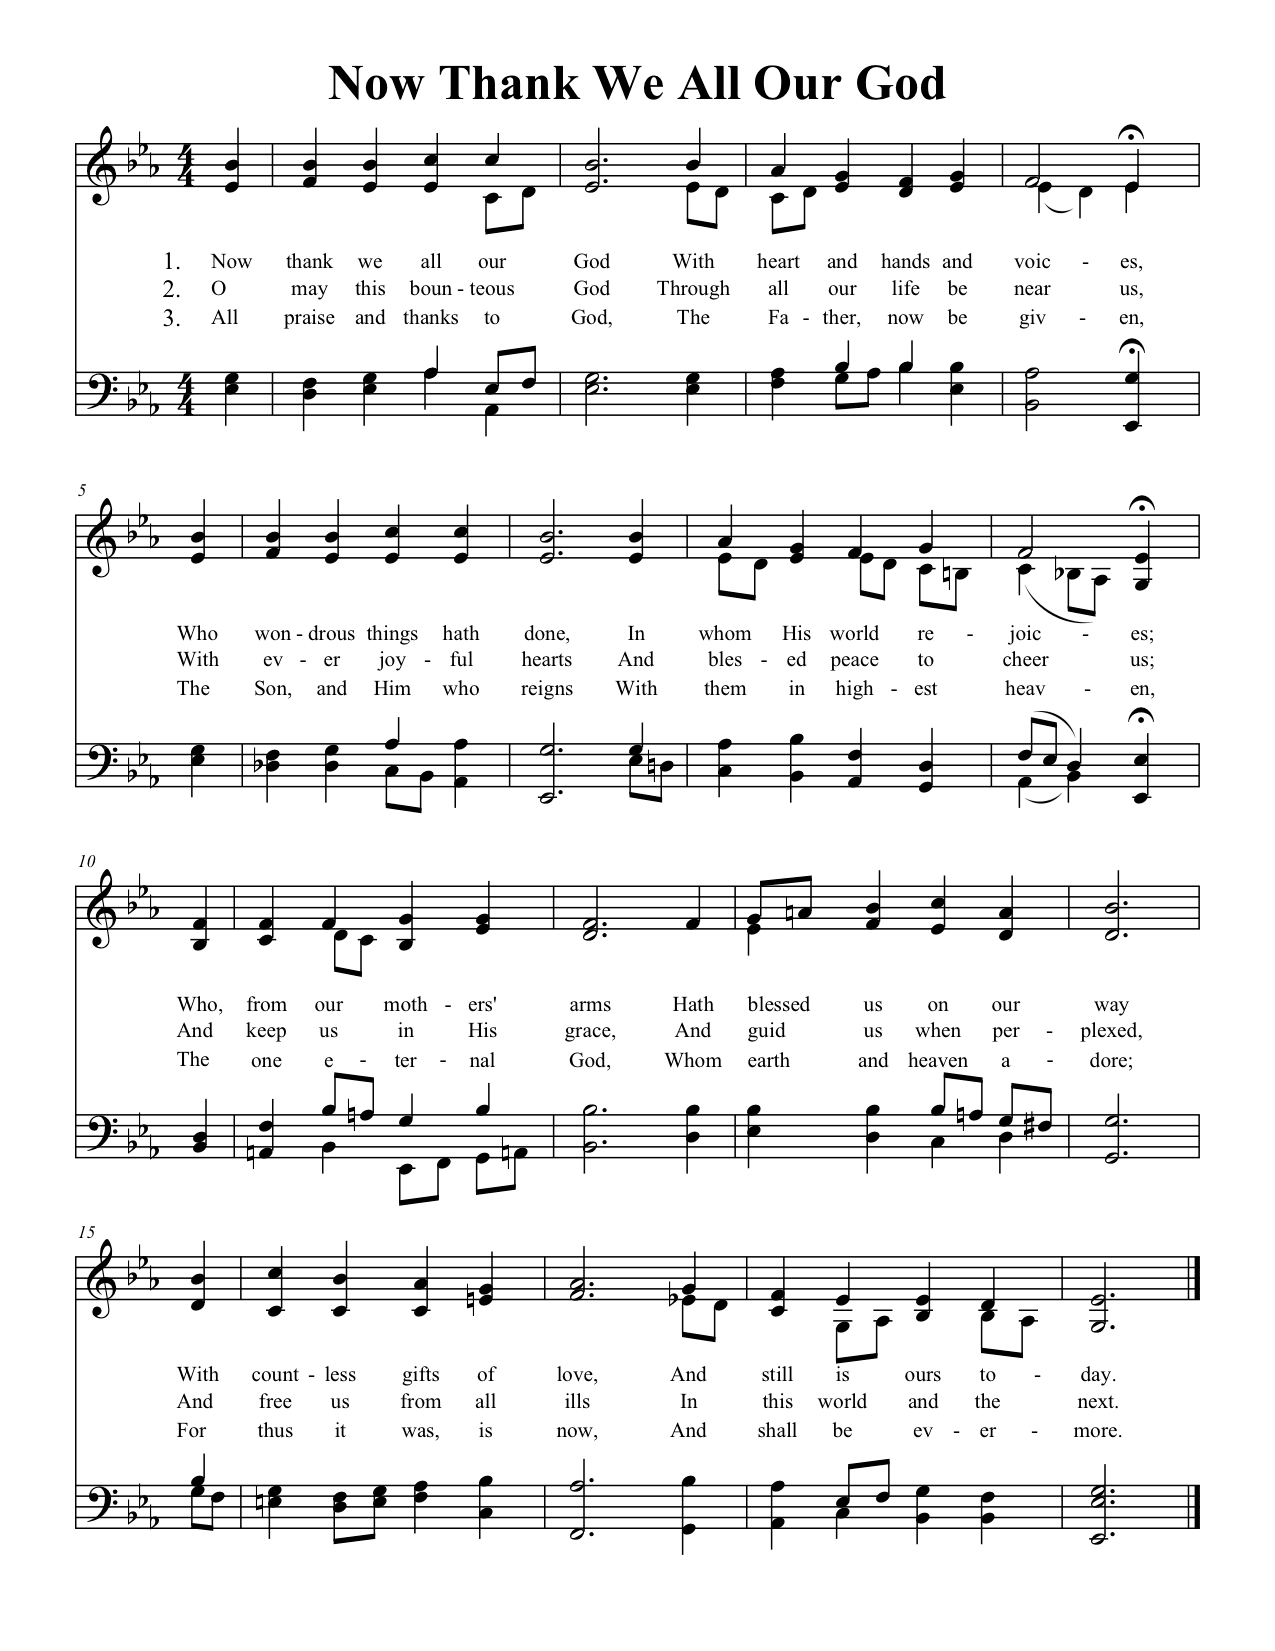 Now Thank We All Our God
4
4
1. Now thank we all our God With heart and hands and voic - es,
2. O may this boun - teous God Through all our life be near us,
3. All praise and thanks to God, The Fa - ther, now be giv - en,
4
4
5
Who won - drous things hath done, In whom His world re - joic - es;
With ev - er joy - ful hearts And bles - ed peace to cheer us;
The Son, and Him who reigns With them in high - est heav - en,
10
Who, from our moth - ers' arms Hath blessed us on our way
And keep us in His grace, And guid us when per - plexed,
The one e - ter - nal God, Whom earth and heaven a - dore;
15
With count - less gifts of love, And still is ours to - day.
And free us from all ills In this world and the next.
For thus it was, is now, And shall be ev - er - more.